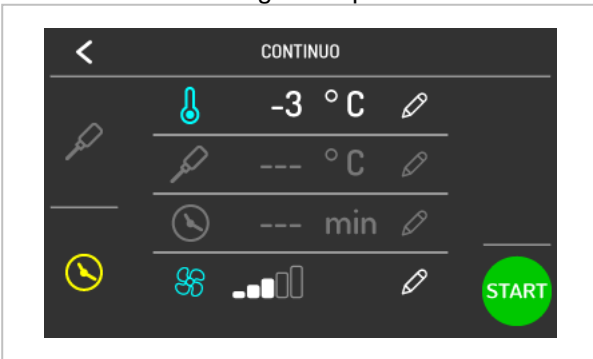 CONTINUO
-3 °C
--- °C
--- min
START